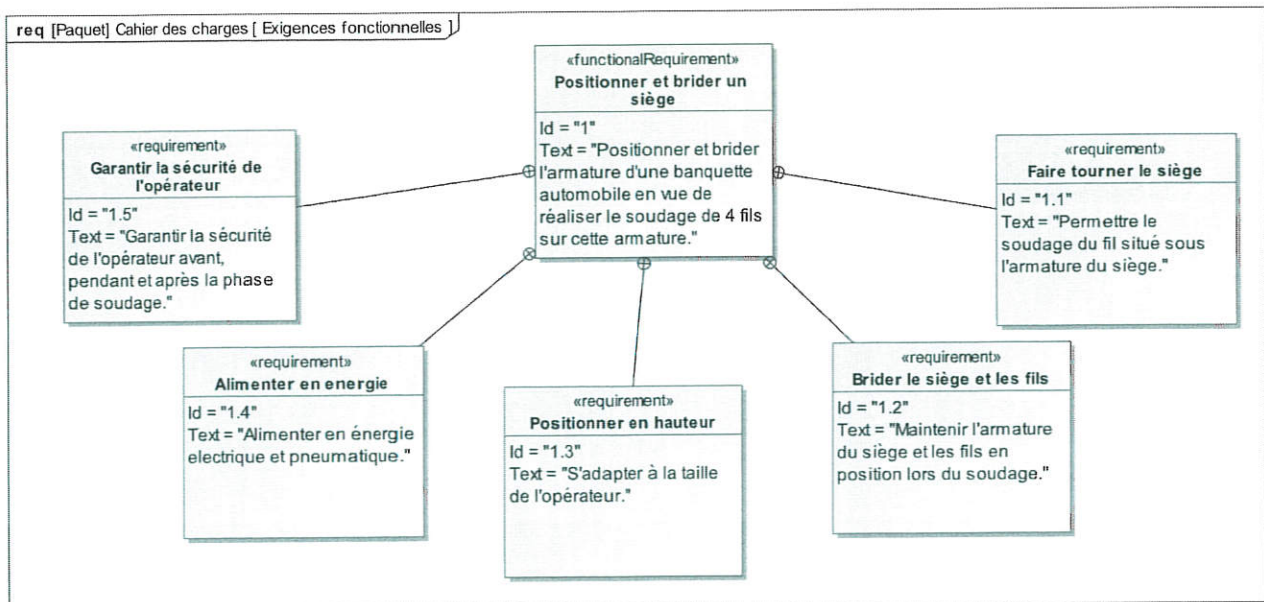 req [Paquet] Cahier des charges [ Exigences fonctionnelles ]
«functionalRequirement»
Positionner et brider un
siège
Id = "1"
Text = "Positionner et brider
l'armature d'une banquette
automobile en vue de
réaliser le soudage de 4 fils
sur cette armature."
«requirement»
Garantir la sécurité de
l'opérateur
Id = "1.5"
Text = "Garantir la sécurité
de l'opérateur avant,
pendant et après la phase
de soudage."
«requirement»
Faire tourner le siège
Id = "1.1"
Text = "Permettre le
soudage du fil situé sous
l'armature du siège."
«requirement»
Alimenter en energie
Id = "1.4"
Text = "Alimenter en énergie
electrique et pneumatique."
«requirement»
Positionner en hauteur
Id = "1.3"
Text = "S'adapter à la taille
de l'opérateur."
«requirement»
Brider le siège et les fils
Id = "1.2"
Text = "Maintenir l'armature
du siège et les fils en
position lors du soudage."